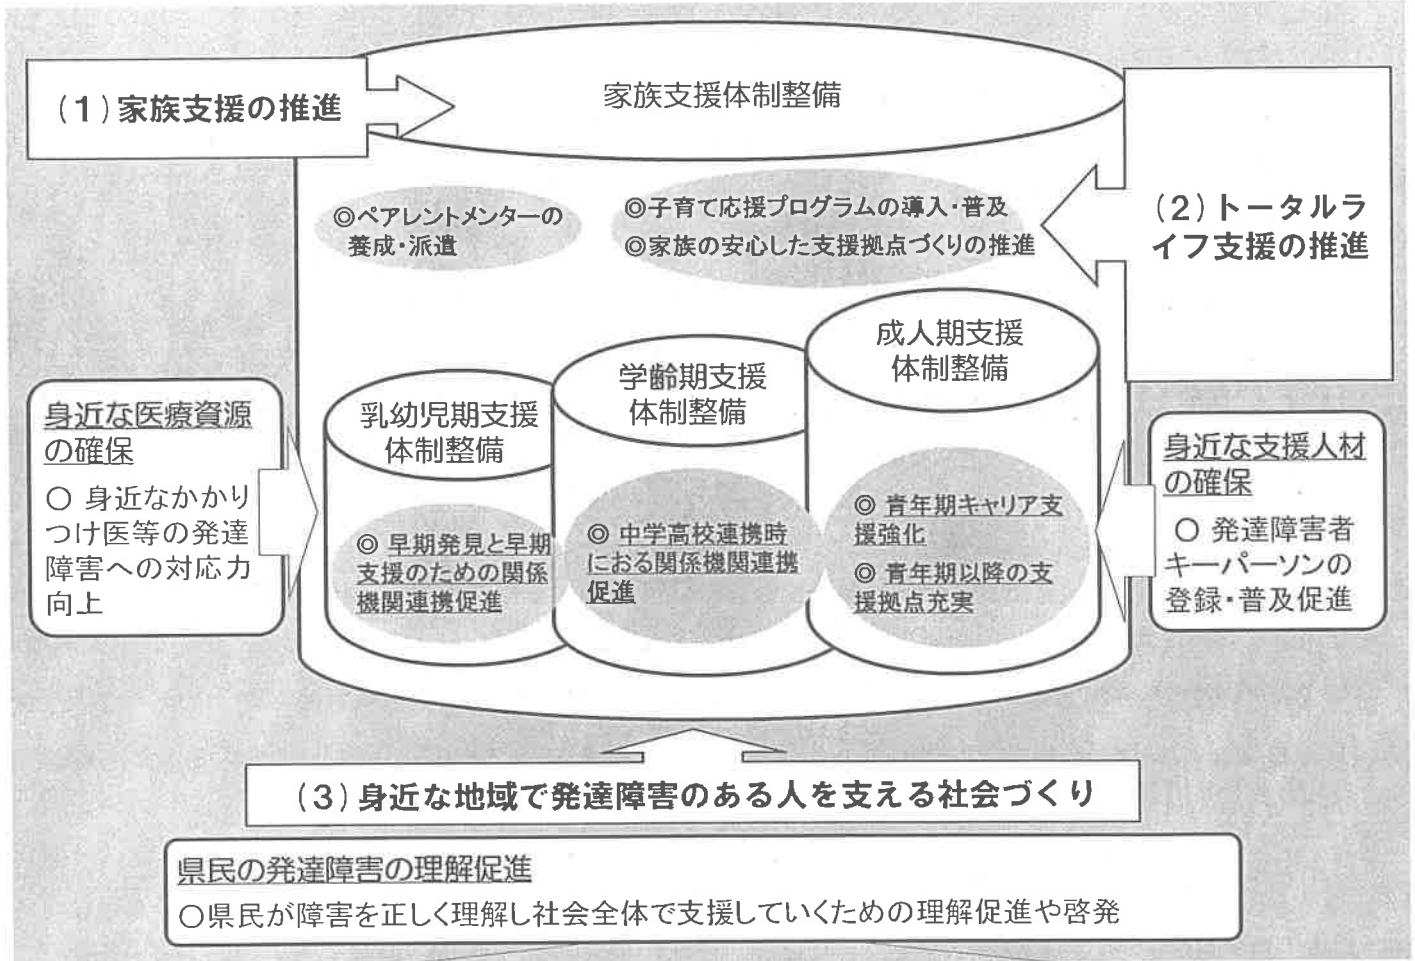 (1)家族支援の推進
家族支援体制整備
(2)トータルラ
イフ支援の推進
◎ペアレントメンターの
養成・派遣
◎子育て応援プログラムの導入・普及
◎家族の安心した支援拠点づくりの推進
乳幼児期支援
体制整備
学齢期支援
体制整備
成人期支援
体制整備
身近な医療資源
の確保
○ 身近なかかり
つけ医等の発達
障害への対応力
向上
◎ 早期発見と早期
支援のための関係
機関連携促進
◎ 中学高校連携時
における関係機関連携
促進
◎ 青年期キャリア支
援強化
◎ 青年期以降の支
援拠点充実
身近な支援人材
の確保
○ 発達障害者
キーパーソンの
登録・普及促進
(3)身近な地域で発達障害のある人を支える社会づくり
県民の発達障害の理解促進
○県民が障害を正しく理解し社会全体で支援していくための理解促進や啓発